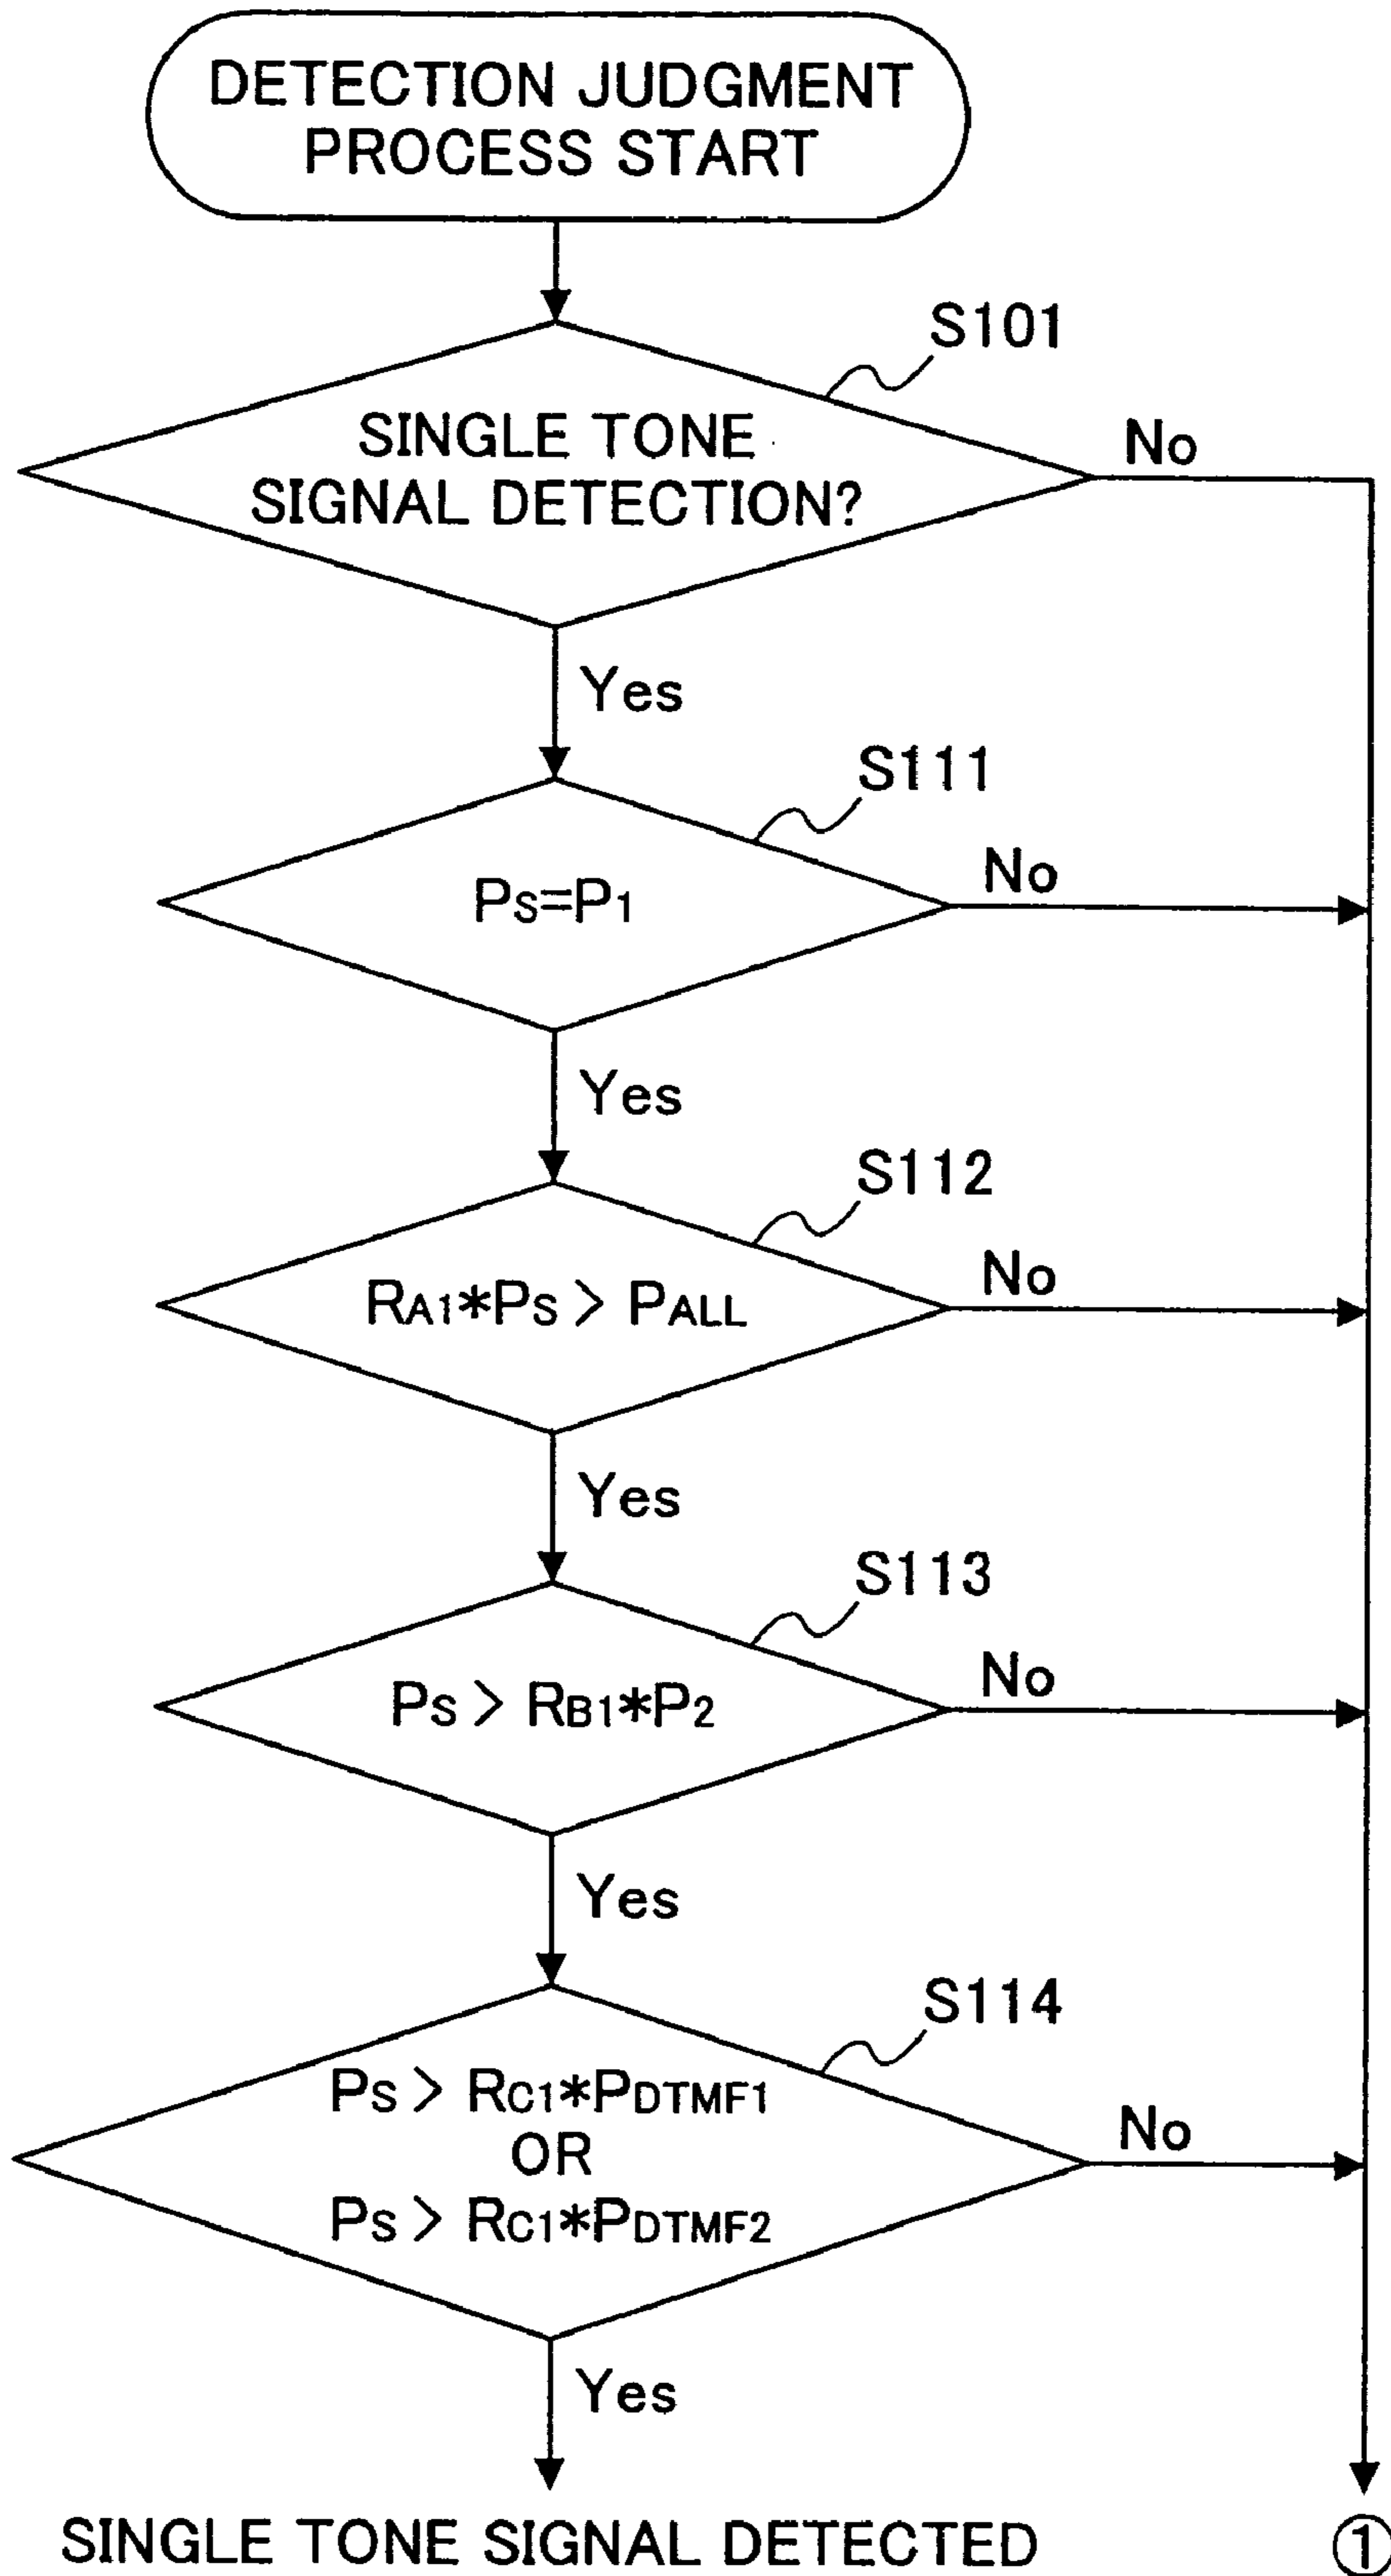 DETECTION JUDGMENT
PROCESS START
S101
SINGLE TONE
SIGNAL DETECTION?
No
Yes
S111
PS=P1
No
Yes
S112
RA1*PS > PALL
No
Yes
S113
PS > RB1*P2
No
Yes
S114
PS > RC1*PDTMF1
OR
PS > RC1*PDTMF2
No
Yes
SINGLE TONE SIGNAL DETECTED
①